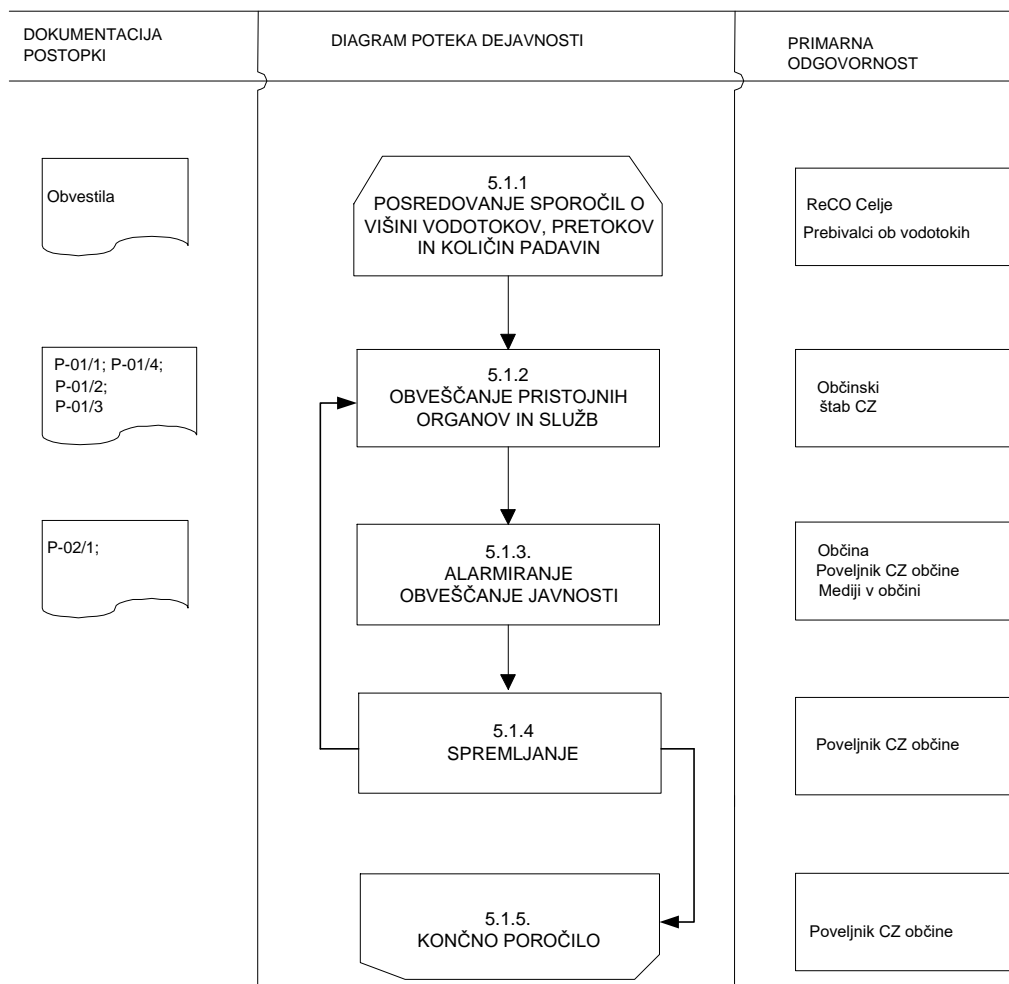 DOKUMENTACIJA
POSTOPKI
DIAGRAM POTEKA DEJAVNOSTI
PRIMARNA
ODGOVORNOST
Obvestila
5.1.1
POSREDOVANJE SPOROČIL O
VIŠINI VODOTOKOV, PRETOKOV
IN KOLIČIN PADAVIN
ReCO Celje
Prebivalci ob vodotokih
P-01/1; P-01/4;
P-01/2;
P-01/3
5.1.2
OBVEŠČANJE PRISTOJNIH
ORGANOV IN SLUŽB
Občinski
štab CZ
P-02/1;
5.1.3.
ALARMIRANJE
OBVEŠČANJE JAVNOSTI
Občina
Poveljnik CZ občine
Mediji v občini
5.1.4
SPREMLJANJE
Poveljnik CZ občine
5.1.5.
KONČNO POROČILO
Poveljnik CZ občine